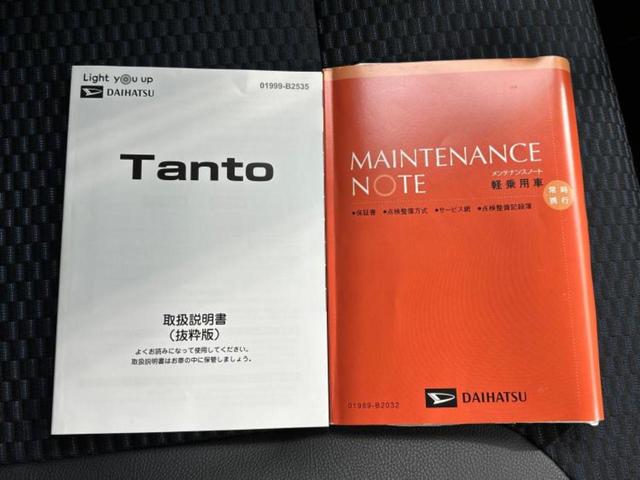 Light you up
DAIHATSU
01999-B2535
Tanto
取扱説明書
(抜粋版)
よくお読みになって使用してください。
取扱説明書はお車の中に保管しましょう。
MAINTENANCE
NOTE
メンテナンスノート
軽乗用車
常時
携行
●保証書 ●点検整備方式 ●サービス網 ●点検整備記録簿
01989-B2032
DAIHATSU